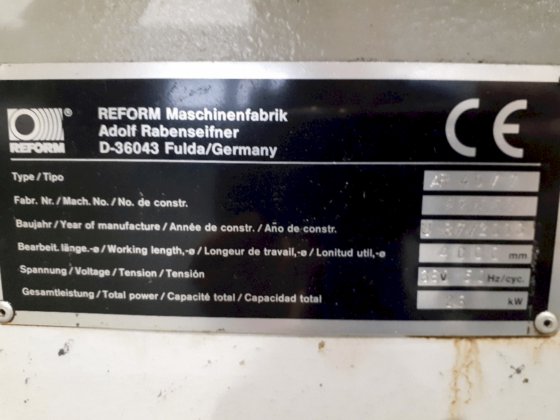 REFORM®
REFORM Maschinenfabrik
Adolf Rabenseifner
D-36043 Fulda/Germany
CE
Type / Tipo
Fabr. Nr / Mach. No. / No. de constr.
Baujahr / Year of manufacture / Année de constr. / Año de constr.
Bearbeit. länge.-ø / Working length,-ø / Longeur de travail,-ø / Lonitud util,-ø mm
Spannung / Voltage / Tension / Tensión V Hz/cyc.
Gesamtleistung / Total power / Capacité total / Capacidad total kW